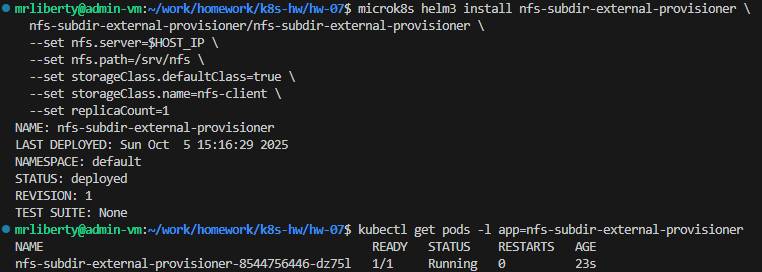 mrliberty@admin-vm:~/work/homework/k8s-hw/hw-07$ microk8s helm3 install nfs-subdir-external-provisioner \
  nfs-subdir-external-provisioner/nfs-subdir-external-provisioner \
  --set nfs.server=$HOST_IP \
  --set nfs.path=/srv/nfs \
  --set storageClass.defaultClass=true \
  --set storageClass.name=nfs-client \
  --set replicaCount=1
NAME: nfs-subdir-external-provisioner
LAST DEPLOYED: Sun Oct  5 15:16:29 2025
NAMESPACE: default
STATUS: deployed
REVISION: 1
TEST SUITE: None
mrliberty@admin-vm:~/work/homework/k8s-hw/hw-07$ kubectl get pods -l app=nfs-subdir-external-provisioner
NAME                                               READY   STATUS    RESTARTS   AGE
nfs-subdir-external-provisioner-8544756446-dz75l   1/1     Running   0          23s